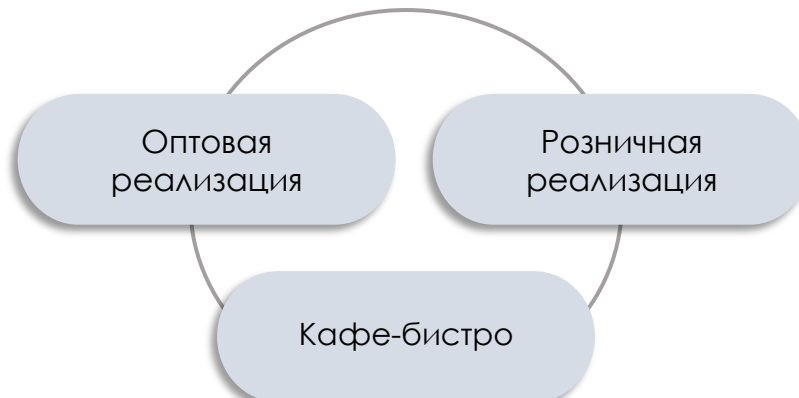 Оптовая
реализация
Розничная
реализация
Кафе-бистро